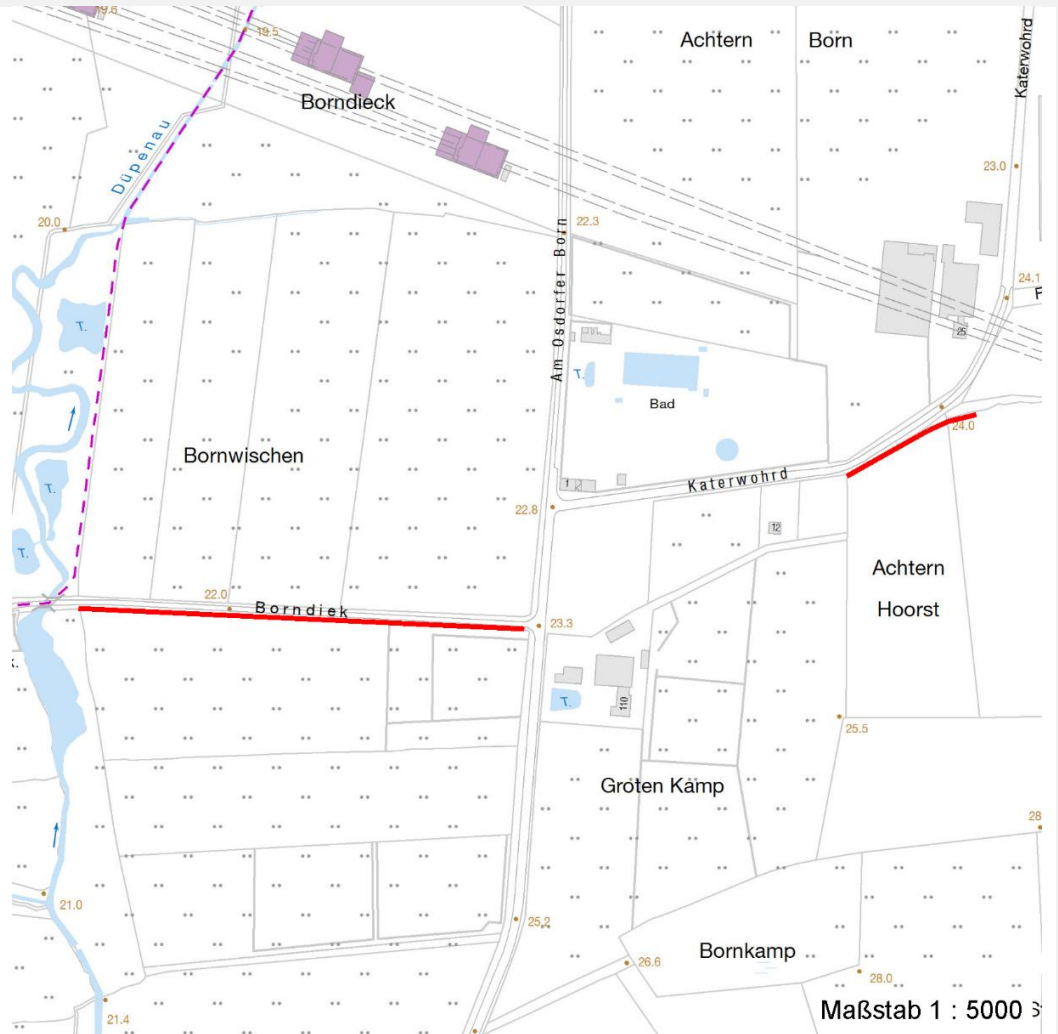 19.6
19.5
Achtern Born
Katerwohrd
Borndieck
Düpenau
23.0
20.0
22.3
24.1
Am Osdorfer Born
25
T.
T.
Bad
24.0
Bornwischen
Katerwohrd
1
T.
22.8
12
T.
Achtern
Hoorst
22.0
Borndiek
23.3
T.
110
25.5
Groten Kamp
28
21.0
25.2
Bornkamp
26.6
28.0
21.4
Maßstab 1 : 5000